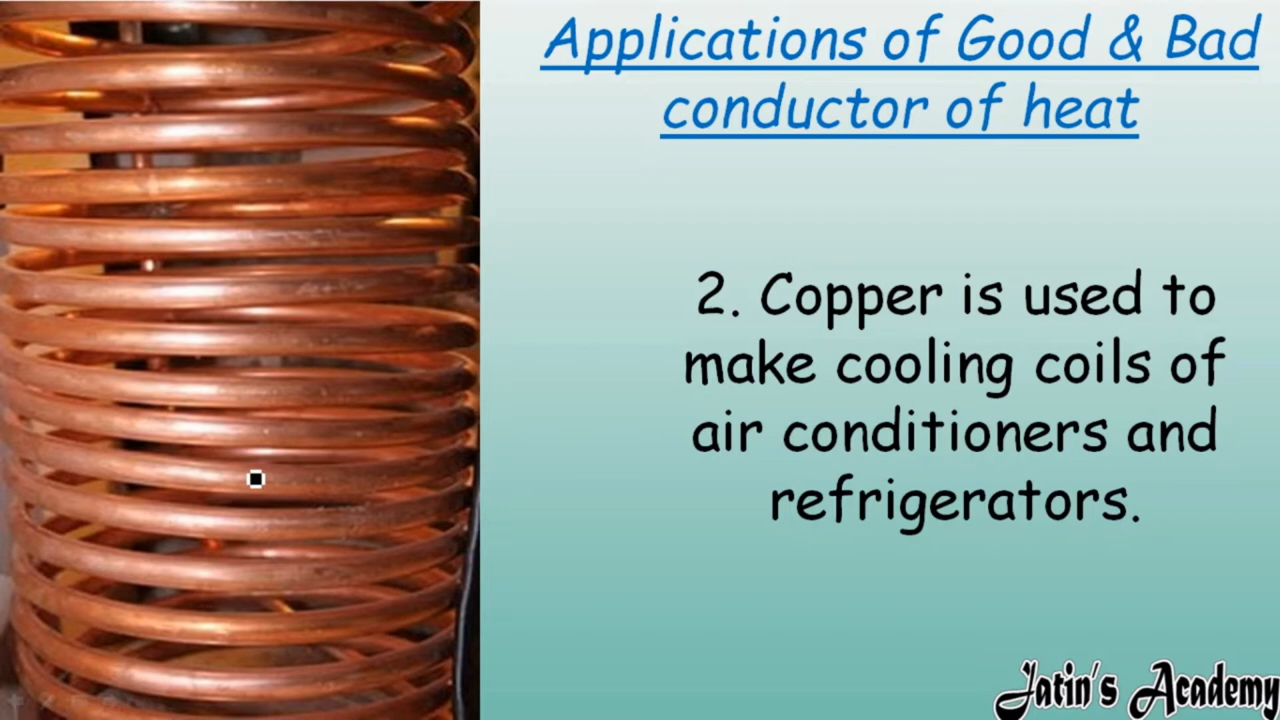 Applications of Good & Bad
conductor of heat
2. Copper is used to
make cooling coils of
air conditioners and
refrigerators.
Jatin's Academy